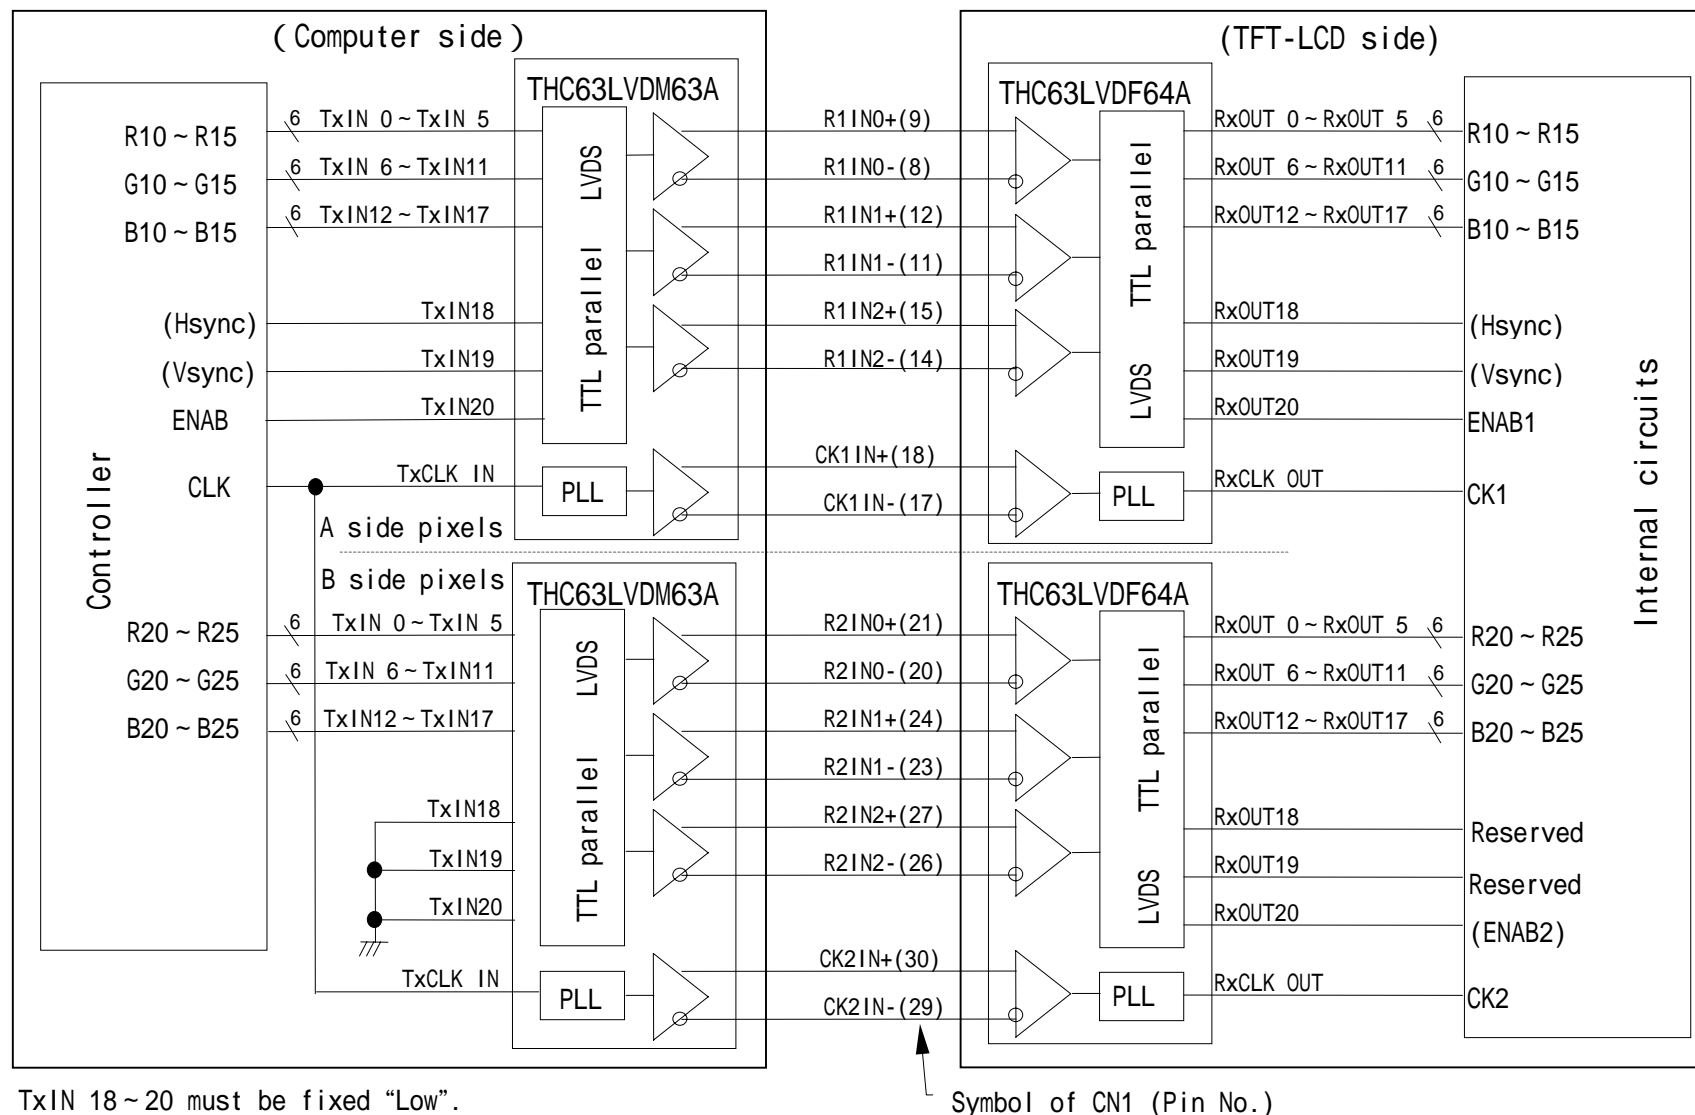 (Computer side)
(TFT-LCD side)
THC63LVDM63A
THC63LVDF64A
R10~R15
6
TxIN 0~TxIN 5
G10~G15
6
TxIN 6~TxIN11
B10~B15
6
TxIN12~TxIN17
(Hsync)
TxIN18
(Vsync)
TxIN19
ENAB
TxIN20
CLK
TxCLK IN
TTL parallel
LVDS
PLL
R1IN0+(9)
R1IN0-(8)
R1IN1+(12)
R1IN1-(11)
R1IN2+(15)
R1IN2-(14)
CK1IN+(18)
CK1IN-(17)
LVDS
TTL parallel
PLL
RxOUT 0~RxOUT 5
6
R10~R15
RxOUT 6~RxOUT11
6
G10~G15
RxOUT12~RxOUT17
6
B10~B15
RxOUT18
(Hsync)
RxOUT19
(Vsync)
RxOUT20
ENAB1
RxCLK OUT
CK1
Controller
Internal circuits
A side pixels
B side pixels
THC63LVDM63A
THC63LVDF64A
R20~R25
6
TxIN 0~TxIN 5
G20~G25
6
TxIN 6~TxIN11
B20~B25
6
TxIN12~TxIN17
TxIN18
TxIN19
TxIN20
TxCLK IN
TTL parallel
LVDS
PLL
R2IN0+(21)
R2IN0-(20)
R2IN1+(24)
R2IN1-(23)
R2IN2+(27)
R2IN2-(26)
CK2IN+(30)
CK2IN-(29)
LVDS
TTL parallel
PLL
RxOUT 0~RxOUT 5
6
R20~R25
RxOUT 6~RxOUT11
6
G20~G25
RxOUT12~RxOUT17
6
B20~B25
RxOUT18
Reserved
RxOUT19
Reserved
RxOUT20
(ENAB2)
RxCLK OUT
CK2
TxIN 18~20 must be fixed “Low”.
Symbol of CN1 (Pin No.)